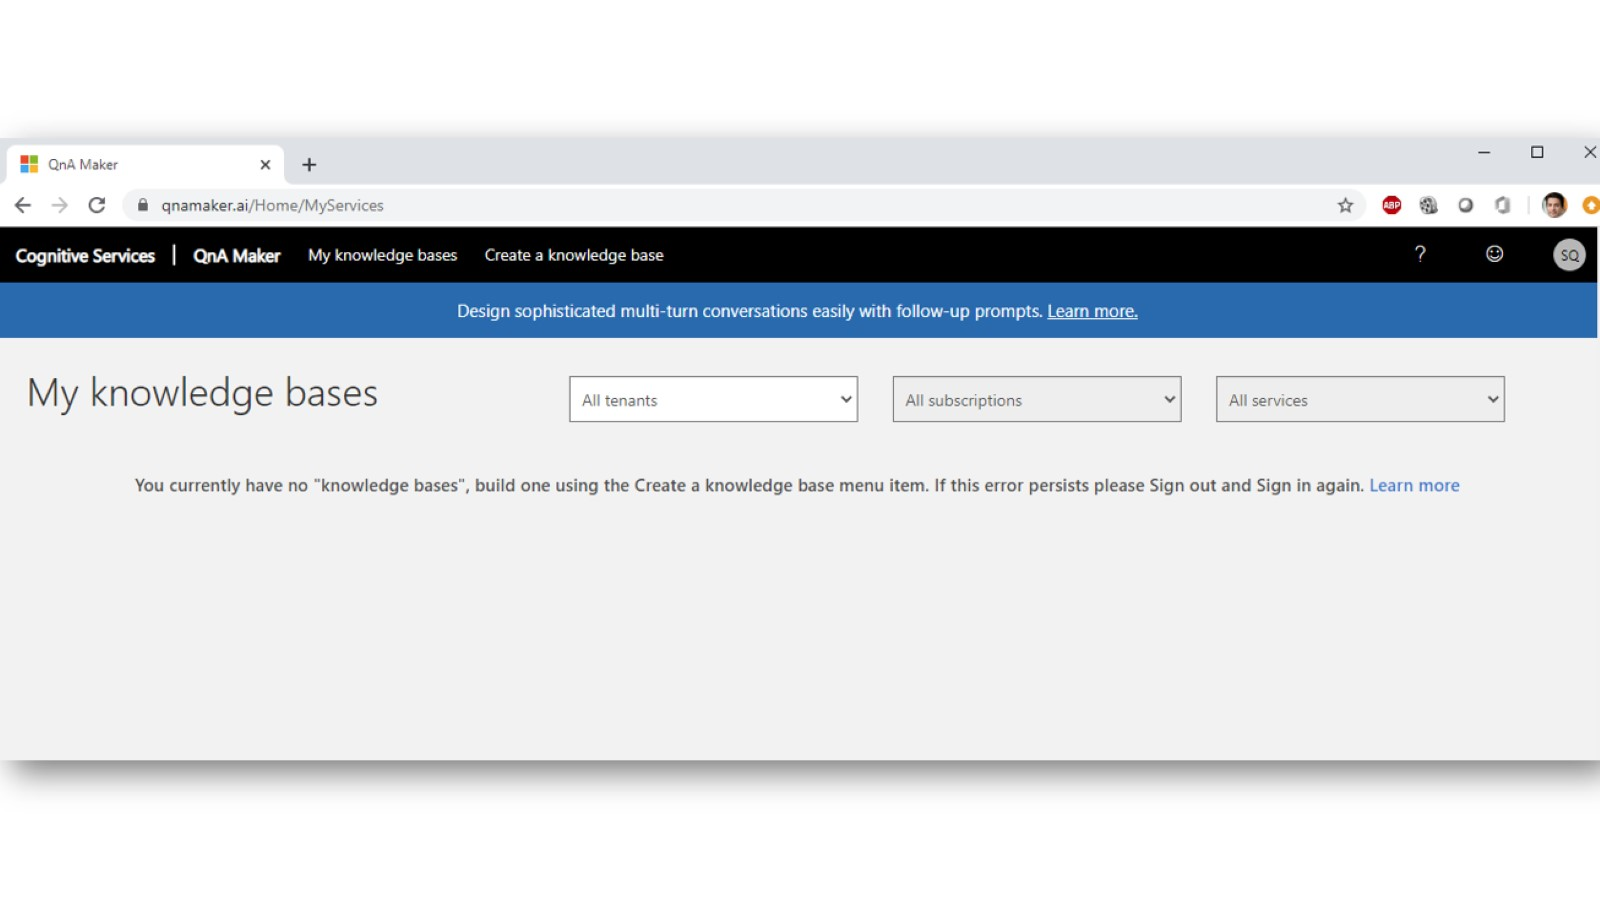 QnA Maker
qnamaker.ai/Home/MyServices
ABP
Cognitive Services | QnA Maker My knowledge bases Create a knowledge base ? SQ
Design sophisticated multi-turn conversations easily with follow-up prompts. Learn more.
My knowledge bases All tenants All subscriptions All services
You currently have no "knowledge bases", build one using the Create a knowledge base menu item. If this error persists please Sign out and Sign in again. Learn more